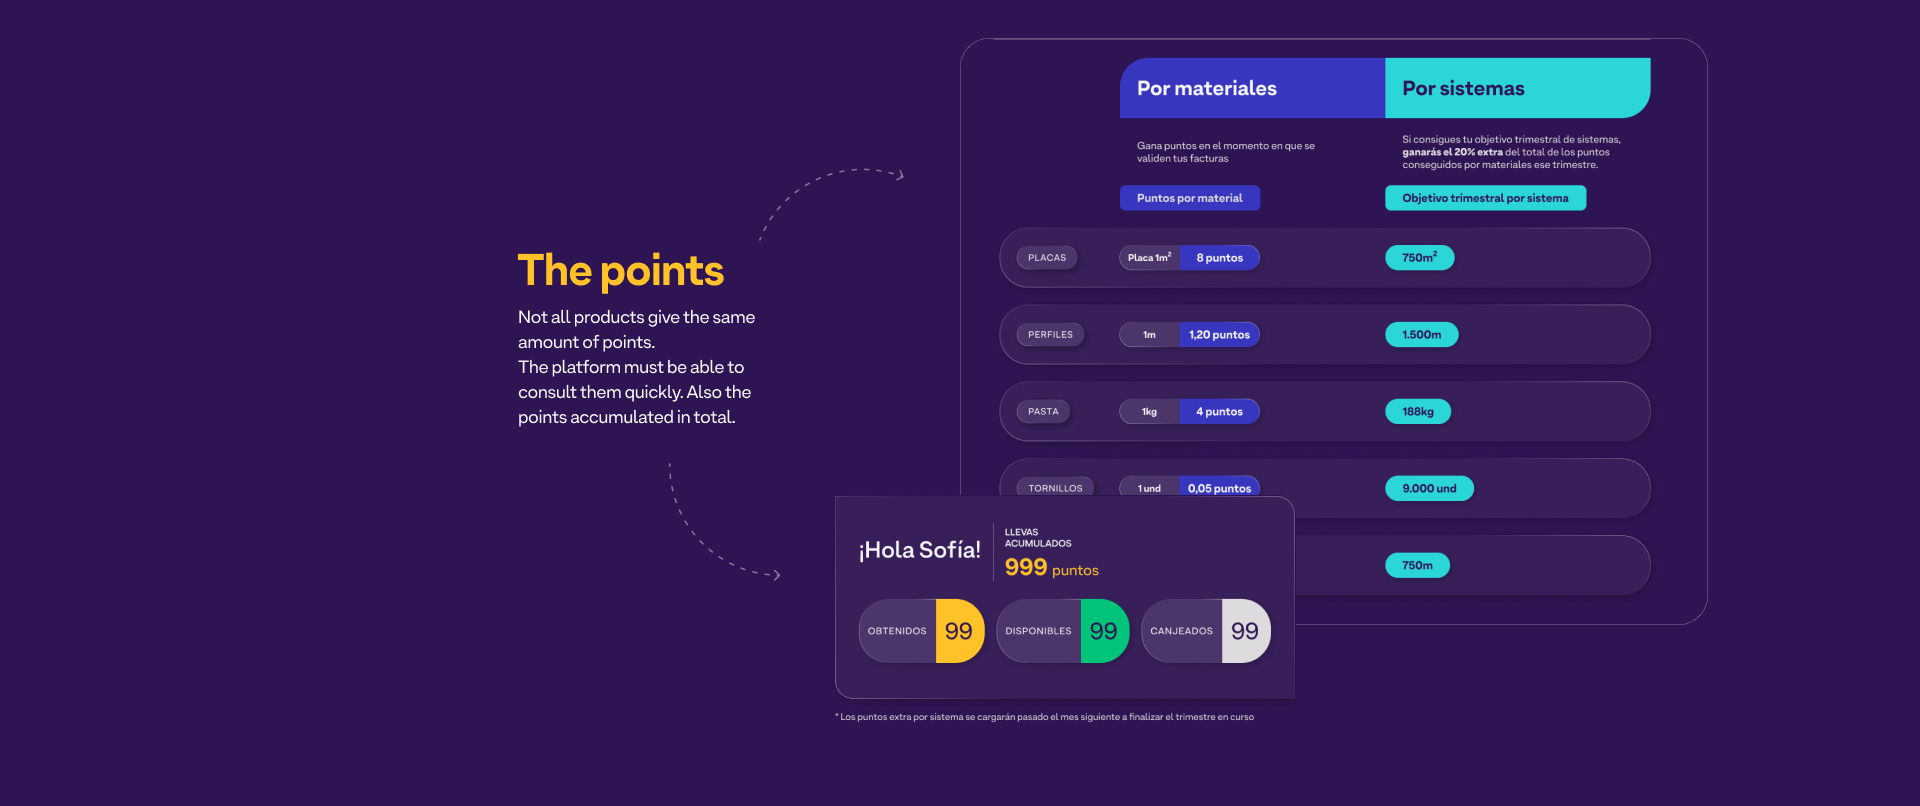 The points
Not all products give the same
amount of points.
The platform must be able to
consult them quickly. Also the
points accumulated in total.
Por materiales
Por sistemas
Gana puntos en el momento en que se
validen tus facturas
Si consigues tu objetivo trimestral de sistemas,
ganarás el 20% extra del total de los puntos
conseguidos por materiales ese trimestre.
Puntos por material
Objetivo trimestral por sistema
PLACAS Placa 1m² 8 puntos 750m²
PERFILES 1m 1,20 puntos 1.500m
PASTA 1kg 4 puntos 188kg
TORNILLOS 1 und 0,05 puntos 9.000 und
750m
¡Hola Sofía!
LLEVAS
ACUMULADOS
999 puntos
OBTENIDOS 99 DISPONIBLES 99 CANJEADOS 99
* Los puntos extra por sistema se cargarán pasado el mes siguiente a finalizar el trimestre en curso